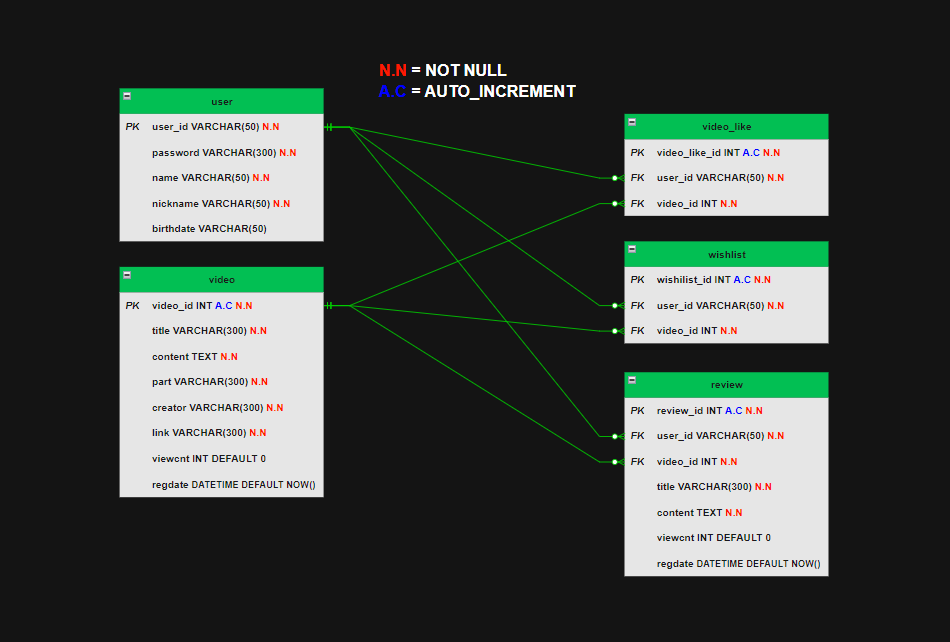 N.N = NOT NULL
A.C = AUTO_INCREMENT
user
PK user_id VARCHAR(50) N.N
password VARCHAR(300) N.N
name VARCHAR(50) N.N
nickname VARCHAR(50) N.N
birthdate VARCHAR(50)
video
PK video_id INT A.C N.N
title VARCHAR(300) N.N
content TEXT N.N
part VARCHAR(300) N.N
creator VARCHAR(300) N.N
link VARCHAR(300) N.N
viewcnt INT DEFAULT 0
regdate DATETIME DEFAULT NOW()
video_like
PK video_like_id INT A.C N.N
FK user_id VARCHAR(50) N.N
FK video_id INT N.N
wishlist
PK wishilist_id INT A.C N.N
FK user_id VARCHAR(50) N.N
FK video_id INT N.N
review
PK review_id INT A.C N.N
FK user_id VARCHAR(50) N.N
FK video_id INT N.N
title VARCHAR(300) N.N
content TEXT N.N
viewcnt INT DEFAULT 0
regdate DATETIME DEFAULT NOW()